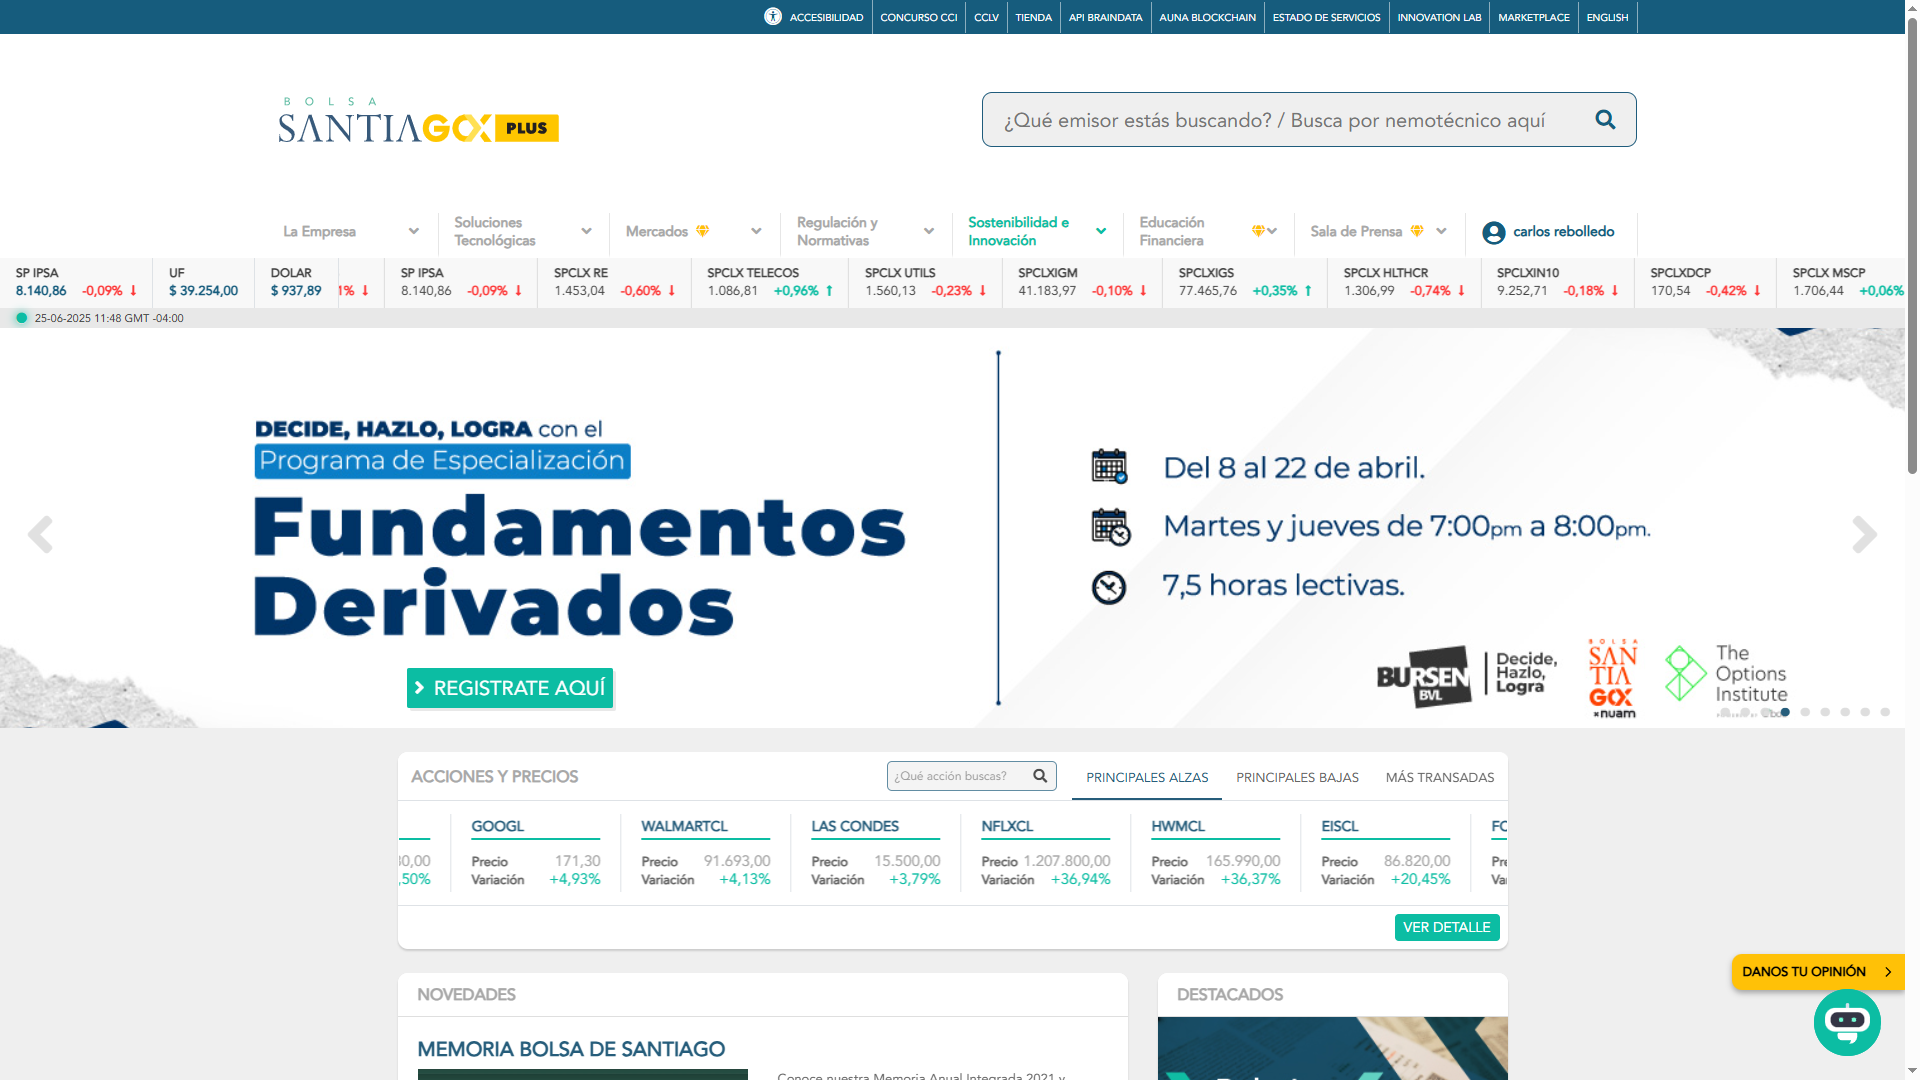 ACCESIBILIDAD
CONCURSO CCI
CCLV
TIENDA
API BRAINDATA
AUNA BLOCKCHAIN
ESTADO DE SERVICIOS
INNOVATION LAB
MARKETPLACE
ENGLISH
BOLSA
SANTIAGOX PLUS
¿Qué emisor estás buscando? / Busca por nemotécnico aquí
La Empresa
Soluciones
Tecnológicas
Mercados
Regulación y
Normativas
Sostenibilidad e
Innovación
Educación
Financiera
Sala de Prensa
carlos rebolledo
SP IPSA
8.140,86 -0,09%
UF
$ 39.254,00
DOLAR
$ 937,89
1%
SP IPSA
8.140,86 -0,09%
SPCLX RE
1.453,04 -0,60%
SPCLX TELECOS
1.086,81 +0,96%
SPCLX UTILS
1.560,13 -0,23%
SPCLXIGM
41.183,97 -0,10%
SPCLXIGS
77.465,76 +0,35%
SPCLX HLTHCR
1.306,99 -0,74%
SPCLXIN10
9.252,71 -0,18%
SPCLXDCP
170,54 -0,42%
SPCLX MSCP
1.706,44 +0,06%
25-06-2025 11:48 GMT -04:00
DECIDE, HAZLO, LOGRA con el
Programa de Especialización
Fundamentos
Derivados
REGISTRATE AQUÍ
Del 8 al 22 de abril.
Martes y jueves de 7:00pm a 8:00pm.
7,5 horas lectivas.
BURSEN
BVL
Decide,
Hazlo,
Logra
BOLSA
SAN
TIA
GOX
×nuam
The
Options
Institute
ACCIONES Y PRECIOS
¿Qué acción buscas?
PRINCIPALES ALZAS
PRINCIPALES BAJAS
MÁS TRANSADAS
30,00
,50%
GOOGL
Precio 171,30
Variación +4,93%
WALMARTCL
Precio 91.693,00
Variación +4,13%
LAS CONDES
Precio 15.500,00
Variación +3,79%
NFLXCL
Precio 1.207.800,00
Variación +36,94%
HWMCL
Precio 165.990,00
Variación +36,37%
EISCL
Precio 86.820,00
Variación +20,45%
VER DETALLE
NOVEDADES
MEMORIA BOLSA DE SANTIAGO
Conoce nuestra Memoria Anual Integrada 2021 y
DESTACADOS
DANOS TU OPINIÓN